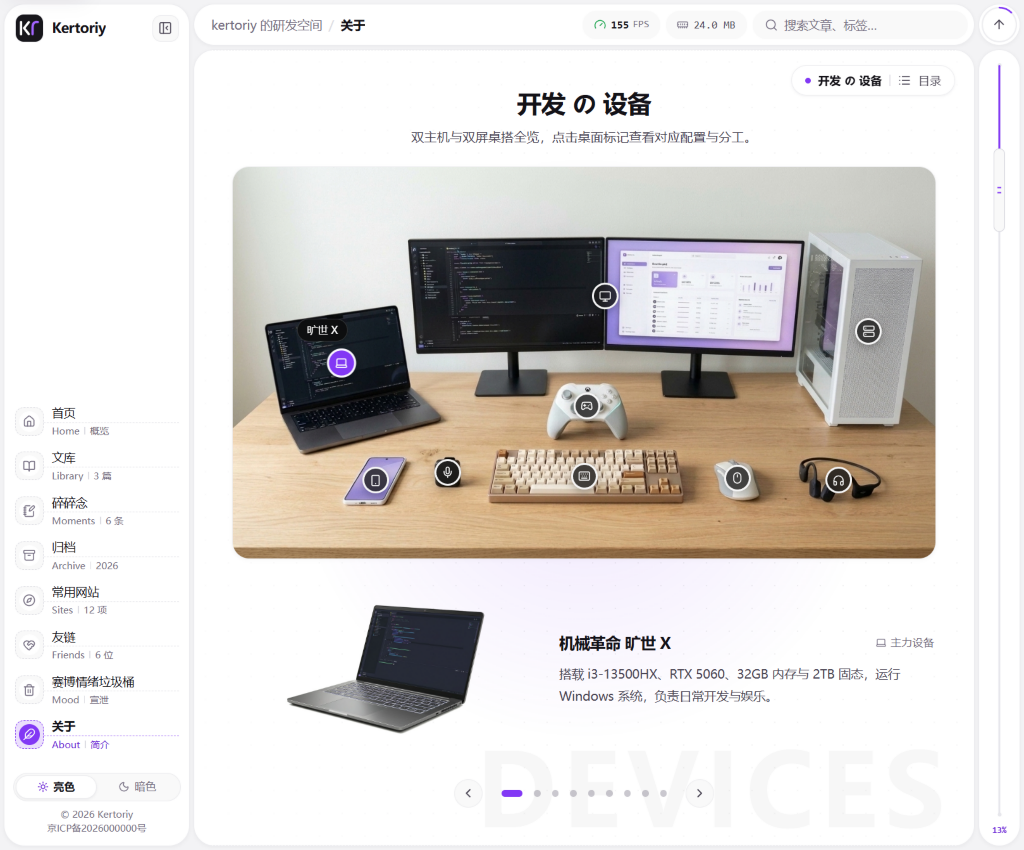 Kertoriy
kertoriy 的研发空间 / 关于
155 FPS
24.0 MB
搜索文章、标签...
开发 の 设备
目录
开发 の 设备
双主机与双屏桌搭全览，点击桌面标记查看对应配置与分工。
旷世 X
首页
Home | 概览
文库
Library | 3 篇
碎碎念
Moments | 6 条
归档
Archive | 2026
常用网站
Sites | 12 项
友链
Friends | 6 位
赛博情绪垃圾桶
Mood | 宣泄
关于
About | 简介
亮色
暗色
© 2026 Kertoriy
京ICP备2026000000号
机械革命 旷世 X
主力设备
搭载 i3-13500HX、RTX 5060、32GB 内存与 2TB 固态，运行
Windows 系统，负责日常开发与娱乐。
DEVICES
13%